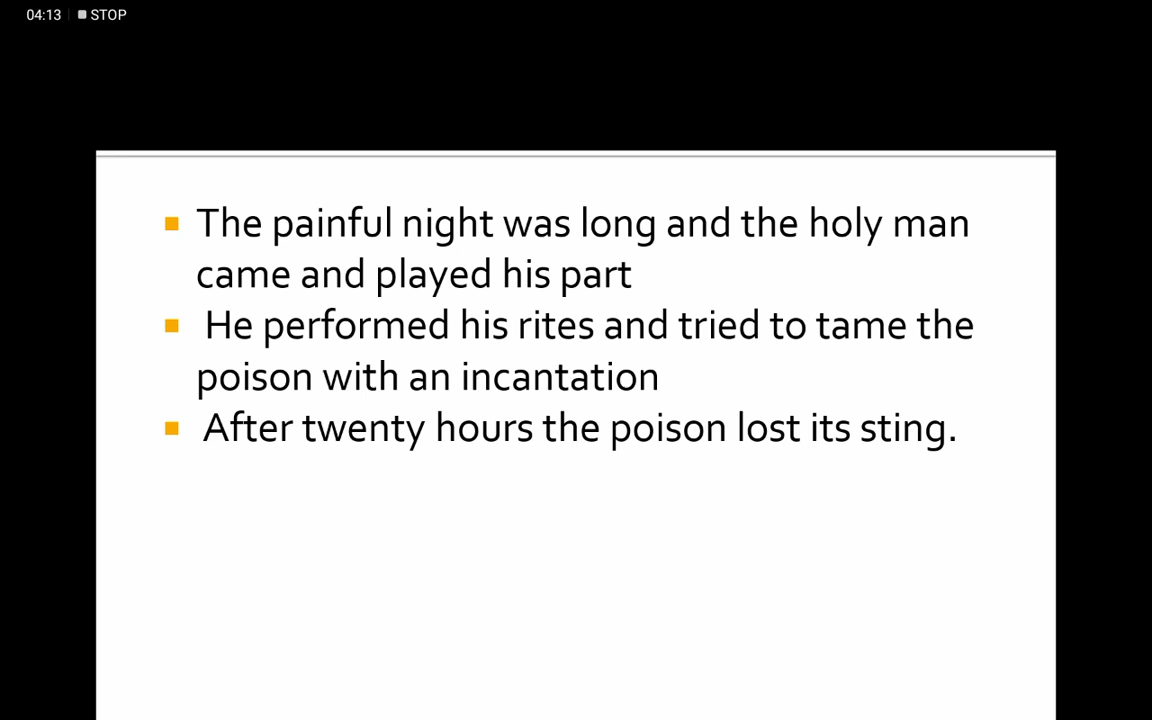 04:13 STOP
The painful night was long and the holy man
came and played his part
He performed his rites and tried to tame the
poison with an incantation
After twenty hours the poison lost its sting.